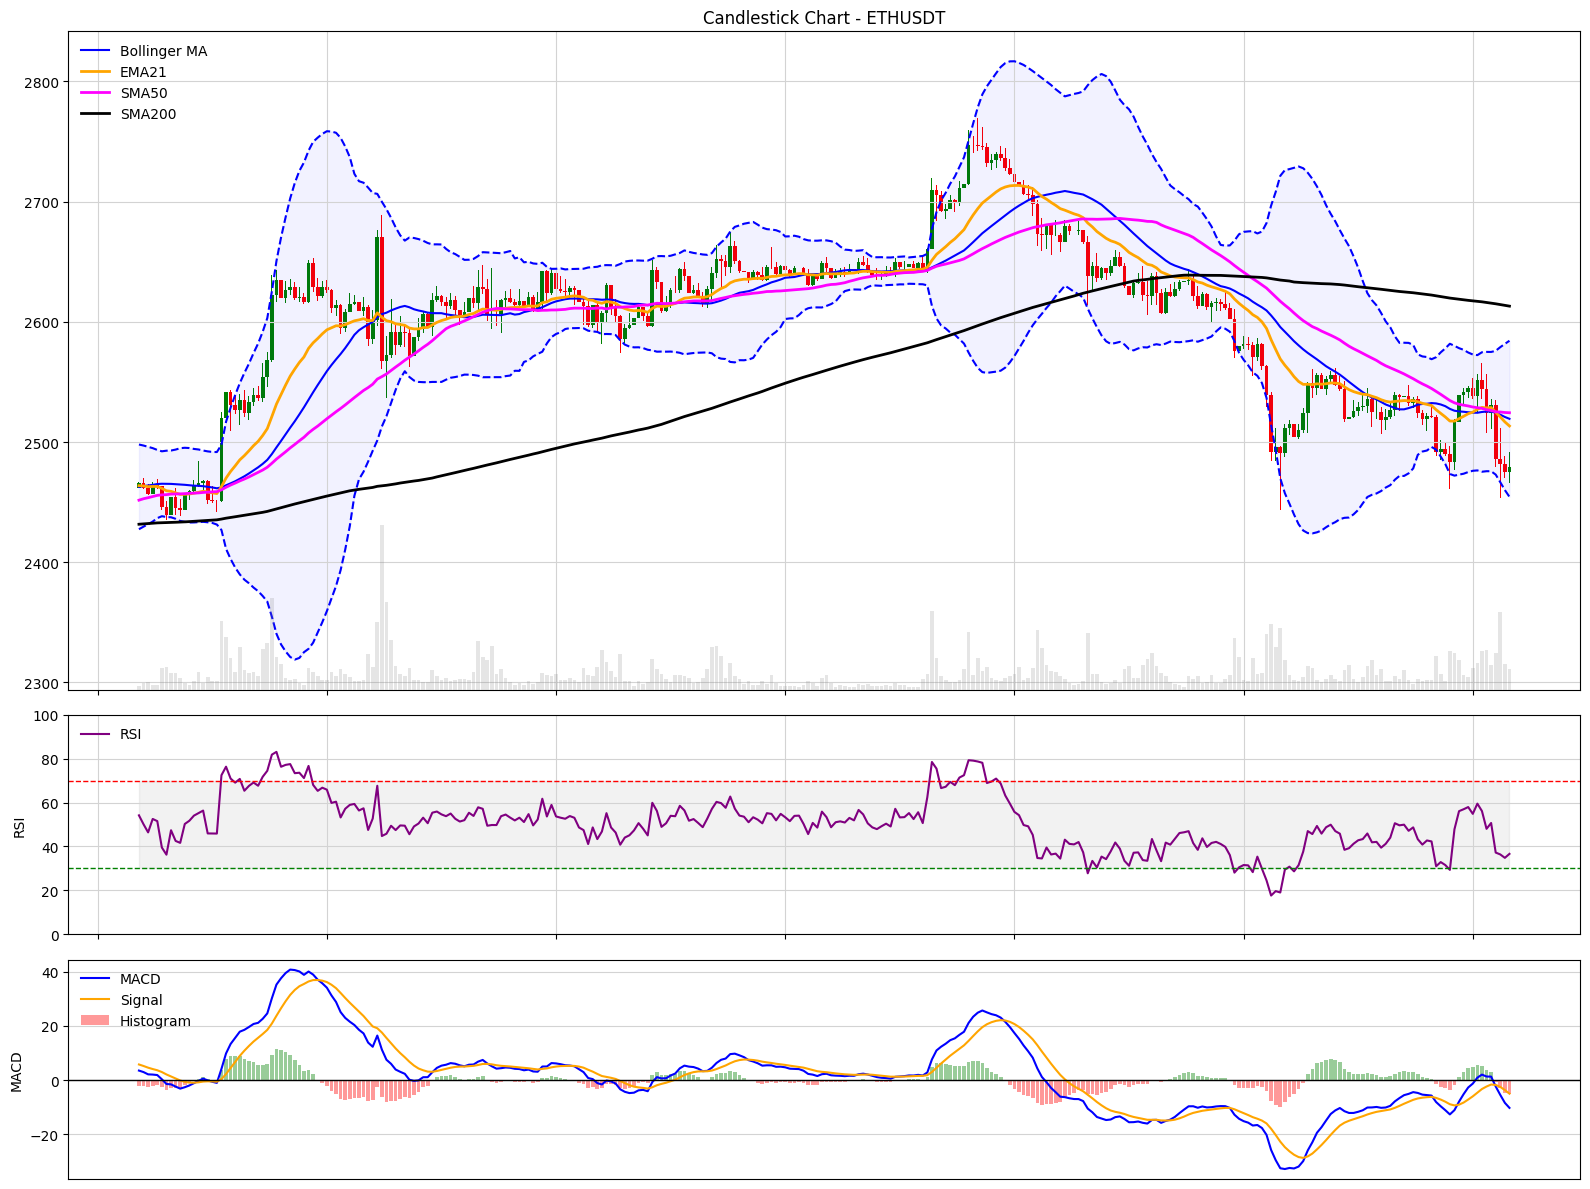 Candlestick Chart - ETHUSDT
Bollinger MA
EMA21
SMA50
SMA200
2800
2700
2600
2500
2400
2300
RSI
100
80
60
40
20
0
RSI
MACD
Signal
Histogram
40
20
0
−20
MACD